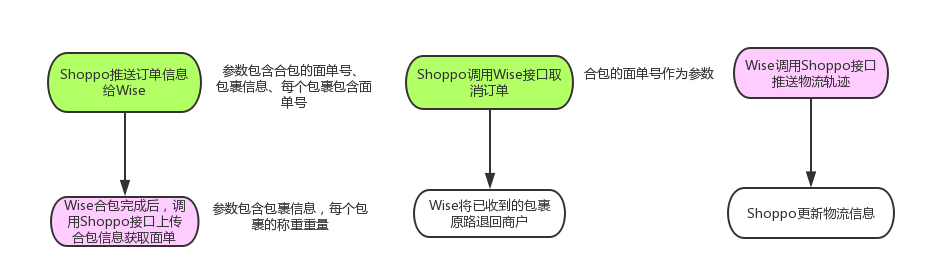 Shoppo推送订单信息
给Wise
参数包含合包的面单号、
包裹信息、每个包裹包含面
单号
Wise合包完成后，调
用Shoppo接口上传
合包信息获取面单
参数包含包裹信息，每个包
裹的称重重量
Shoppo调用Wise接口取
消订单
合包的面单号作为参数
Wise将已收到的包裹
原路退回商户
Wise调用Shoppo接口
推送物流轨迹
Shoppo更新物流信息